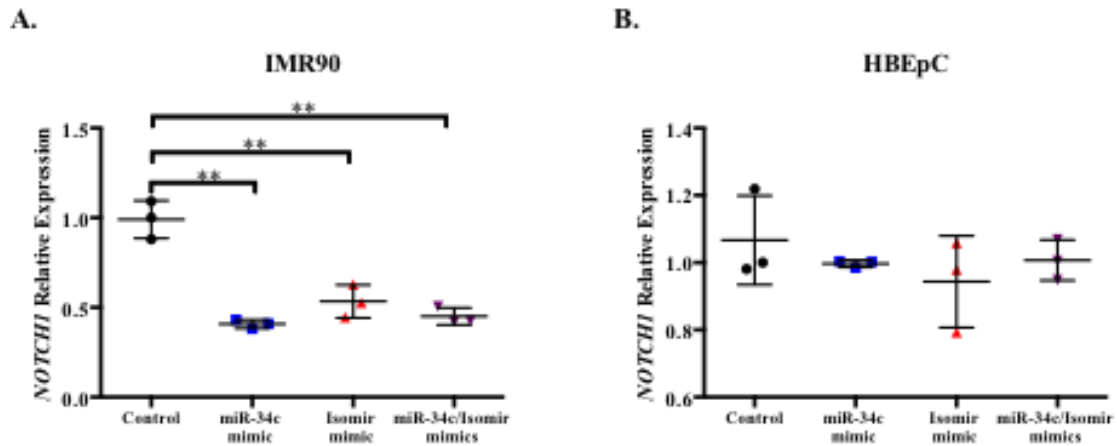 A.
IMR90
**
**
**
NOTCH1 Relative Expression
1.5
1.0
0.5
0.0
Control
miR-34c
mimic
Isomir
mimic
miR-34c/Isomir
mimics
B.
HBEpC
NOTCH1 Relative Expression
1.4
1.2
1.0
0.8
0.6
Control
miR-34c
mimic
Isomir
mimic
miR-34c/Isomir
mimics